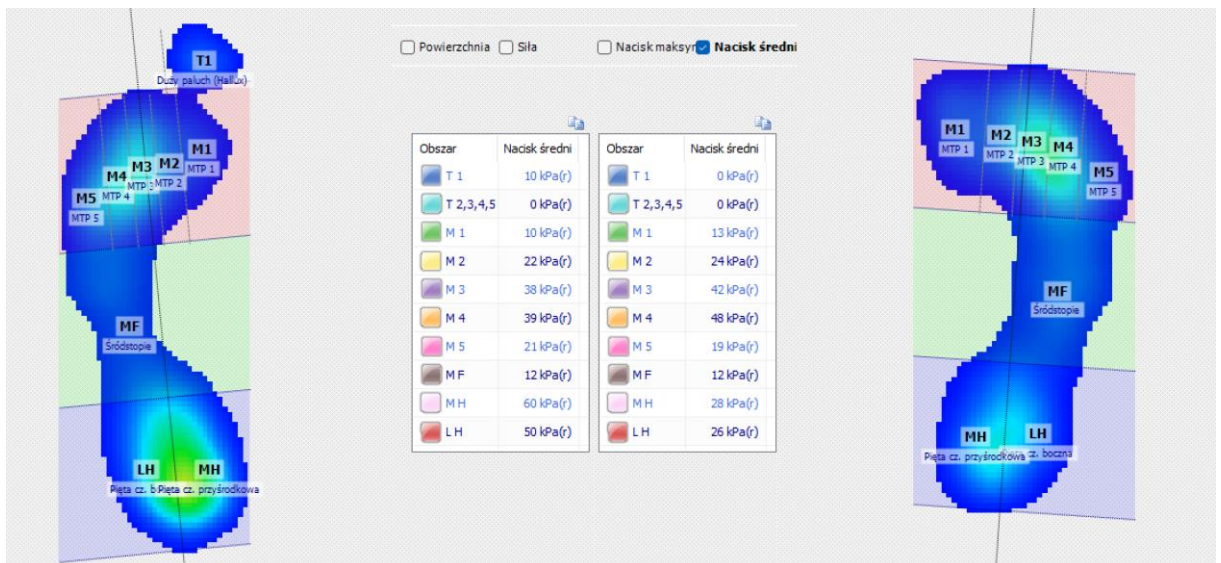 T1
Duży paluch (Hallux)
M1
MTP 1
M2
MTP 2
M3
MTP 3
M4
MTP 4
M5
MTP 5
MF
Śródstopie
LH
MH
Pięta cz. b
Pięta cz. przyśrodkowa
Powierzchnia
Siła
Nacisk maksyr
Nacisk średni
Obszar Nacisk średni
T 1 10 kPa(r)
T 2,3,4,5 0 kPa(r)
M 1 10 kPa(r)
M 2 22 kPa(r)
M 3 38 kPa(r)
M 4 39 kPa(r)
M 5 21 kPa(r)
M F 12 kPa(r)
M H 60 kPa(r)
L H 50 kPa(r)
Obszar Nacisk średni
T 1 0 kPa(r)
T 2,3,4,5 0 kPa(r)
M 1 13 kPa(r)
M 2 24 kPa(r)
M 3 42 kPa(r)
M 4 48 kPa(r)
M 5 19 kPa(r)
M F 12 kPa(r)
M H 28 kPa(r)
L H 26 kPa(r)
M1
MTP 1
M2
MTP 2
M3
MTP 3
M4
MTP 4
M5
MTP 5
MF
Śródstopie
MH
LH
Pięta cz. przyśrodkowa
cz. boczna